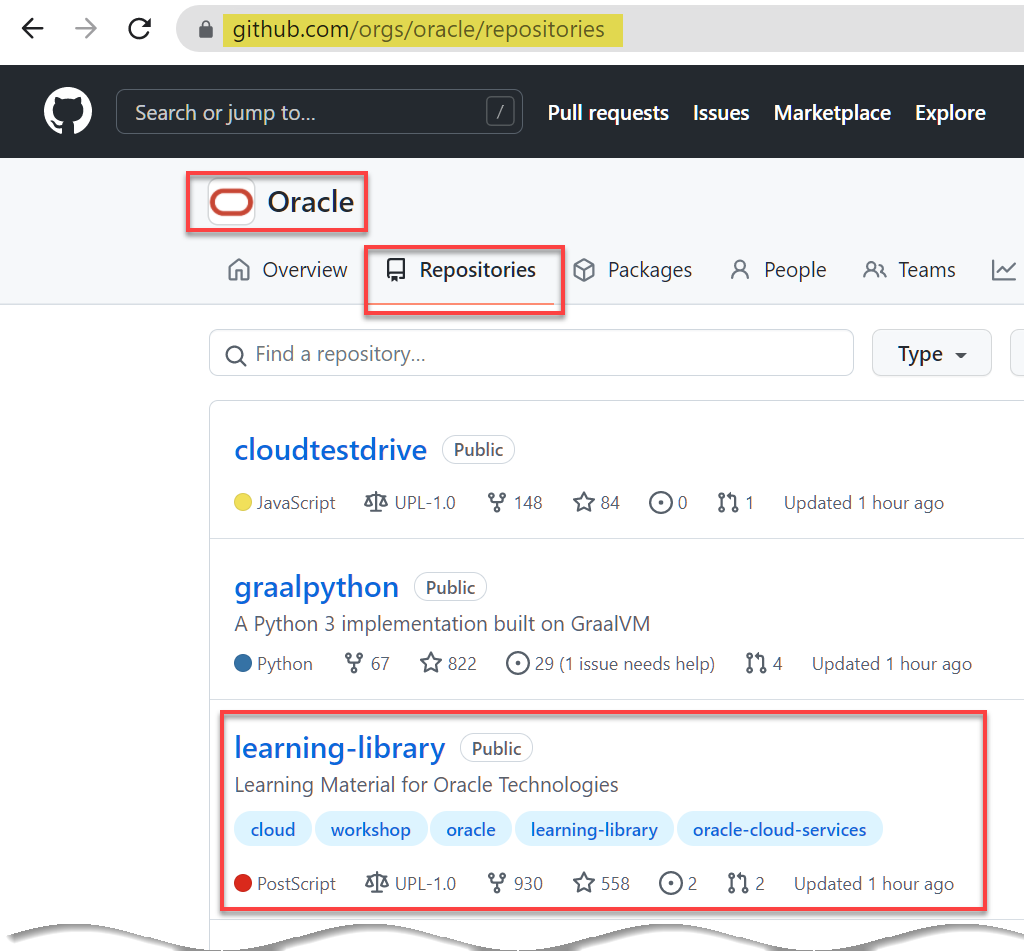 github.com/orgs/oracle/repositories
Search or jump to... /
Pull requests Issues Marketplace Explore
Oracle
Overview Repositories Packages People Teams
Find a repository... Type
cloudtestdrive Public
JavaScript UPL-1.0 148 84 0 1 Updated 1 hour ago
graalpython Public
A Python 3 implementation built on GraalVM
Python 67 822 29 (1 issue needs help) 4 Updated 1 hour ago
learning-library Public
Learning Material for Oracle Technologies
cloud workshop oracle learning-library oracle-cloud-services
PostScript UPL-1.0 930 558 2 2 Updated 1 hour ago